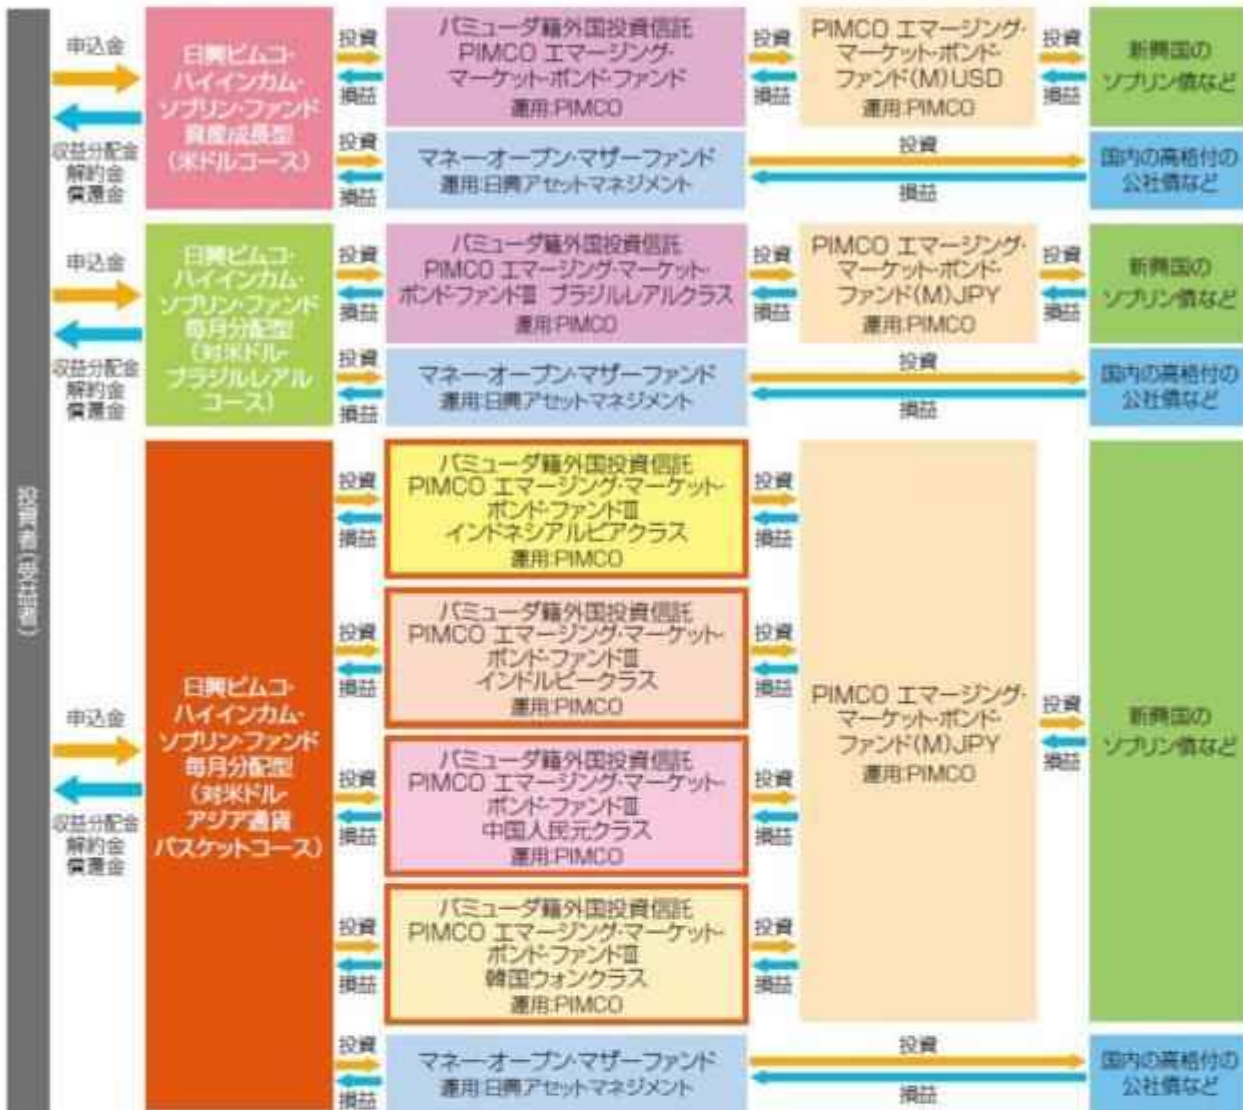 投資者(受益者)
申込金
収益分配金
解約金
償還金
日興ピムコ・
ハイインカム・
ソブリン・ファンド
資産成長型
(米ドルコース)
投資
損益
バミューダ籍外国投資信託
PIMCO エマージング・
マーケット・ボンド・ファンド
運用:PIMCO
投資
損益
PIMCO エマージング・
マーケット・ボンド・
ファンド(M)USD
運用:PIMCO
投資
損益
新興国の
ソブリン債など
投資
損益
マネー・オープン・マザーファンド
運用:日興アセットマネジメント
投資
損益
国内の高格付の
公社債など
申込金
収益分配金
解約金
償還金
日興ピムコ・
ハイインカム・
ソブリン・ファンド
毎月分配型
(対米ドル・
ブラジルレアル
コース)
投資
損益
バミューダ籍外国投資信託
PIMCO エマージング・マーケット・
ボンド・ファンドⅢ ブラジルレアルクラス
運用:PIMCO
投資
損益
PIMCO エマージング・
マーケット・ボンド・
ファンド(M)JPY
運用:PIMCO
投資
損益
新興国の
ソブリン債など
投資
損益
マネー・オープン・マザーファンド
運用:日興アセットマネジメント
投資
損益
国内の高格付の
公社債など
申込金
収益分配金
解約金
償還金
日興ピムコ・
ハイインカム・
ソブリン・ファンド
毎月分配型
(対米ドル・
アジア通貨
バスケットコース)
投資
損益
バミューダ籍外国投資信託
PIMCO エマージング・マーケット・
ボンド・ファンドⅢ
インドネシアルピアクラス
運用:PIMCO
投資
損益
投資
損益
バミューダ籍外国投資信託
PIMCO エマージング・マーケット・
ボンド・ファンドⅢ
インドルピークラス
運用:PIMCO
投資
損益
投資
損益
バミューダ籍外国投資信託
PIMCO エマージング・マーケット・
ボンド・ファンドⅢ
中国人民元クラス
運用:PIMCO
投資
損益
投資
損益
バミューダ籍外国投資信託
PIMCO エマージング・マーケット・
ボンド・ファンドⅢ
韓国ウォンクラス
運用:PIMCO
投資
損益
PIMCO エマージング・
マーケット・ボンド・
ファンド(M)JPY
運用:PIMCO
投資
損益
新興国の
ソブリン債など
投資
損益
マネー・オープン・マザーファンド
運用:日興アセットマネジメント
投資
損益
国内の高格付の
公社債など